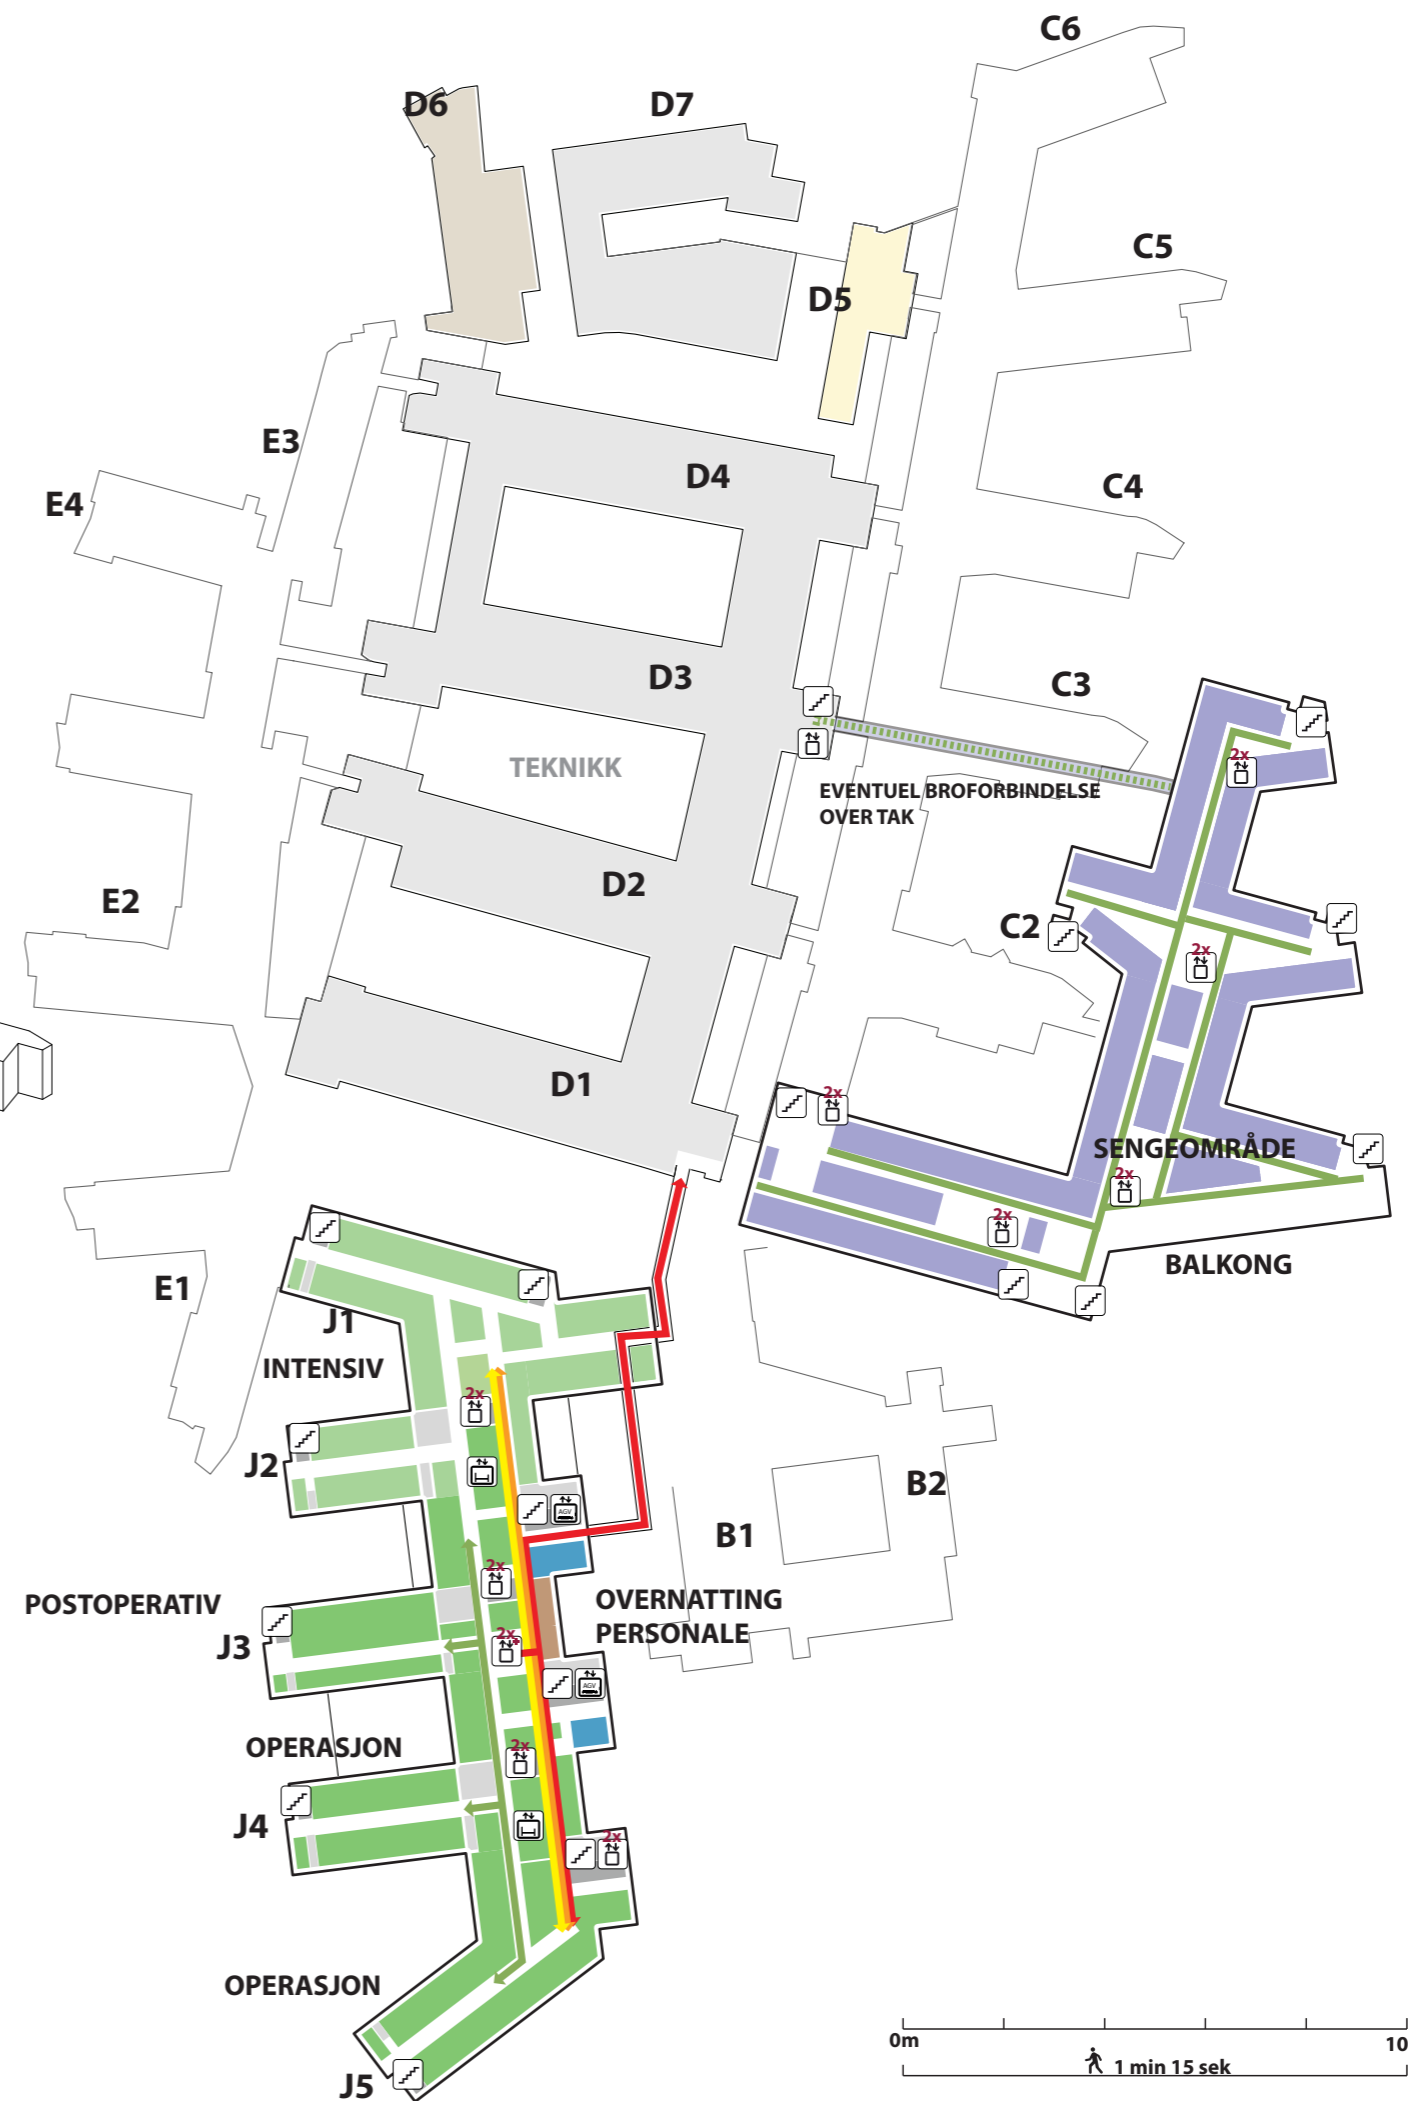 C6
D6
D7
C5
D5
E3
D4
C4
E4
D3
C3
2x
TEKNIKK
EVENTUEL BROFORBINDELSE
OVER TAK
D2
E2
C2
2x
D1
2x
SENGEOMRÅDE
2x
2x
BALKONG
E1
J1
INTENSIV
2x
J2
B2
AGV
B1
2x
POSTOPERATIV
OVERNATTING
PERSONALE
J3
2x
AGV
OPERASJON
2x
J4
2x
OPERASJON
0m
10
1 min 15 sek
J5